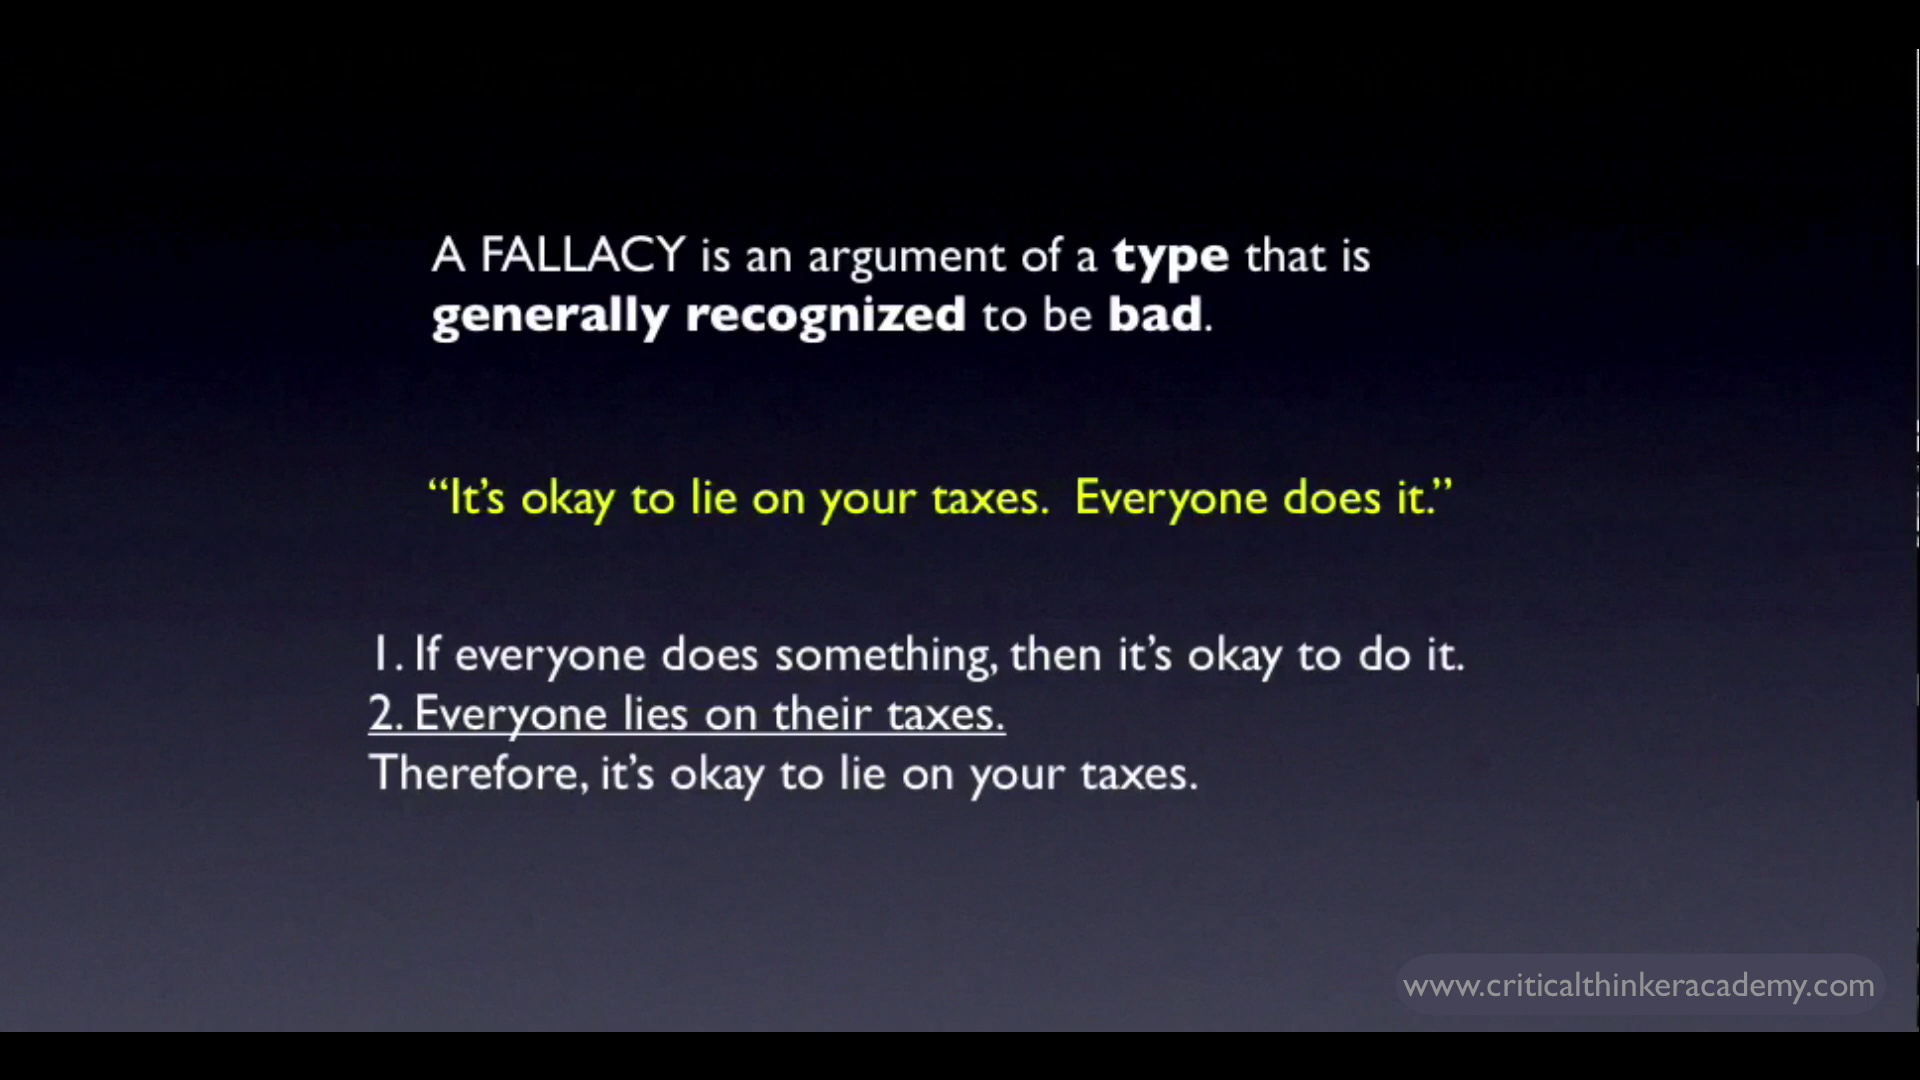 A FALLACY is an argument of a type that is
generally recognized to be bad.
“It’s okay to lie on your taxes.  Everyone does it.”
1. If everyone does something, then it’s okay to do it.
2. Everyone lies on their taxes.
Therefore, it’s okay to lie on your taxes.
www.criticalthinkeracademy.com